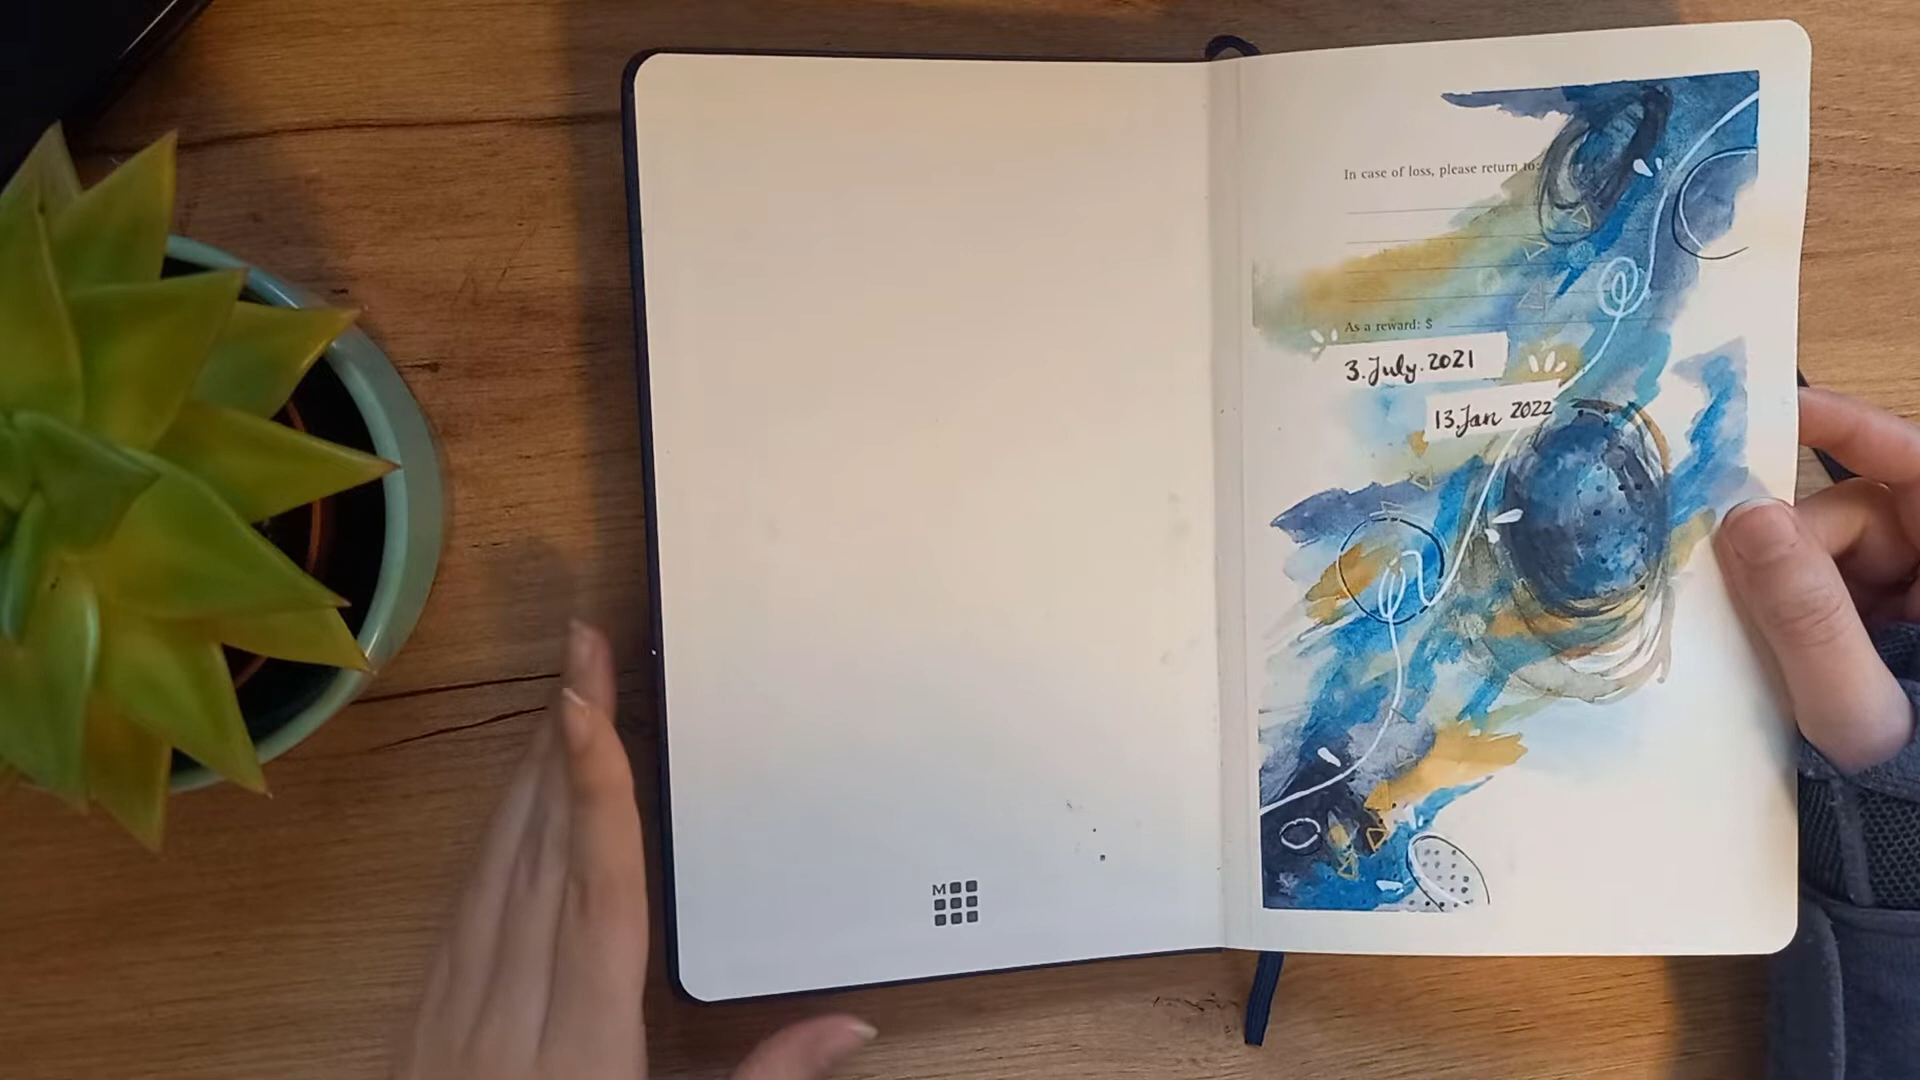 In case of loss, please return to:
As a reward: $
3.July.2021
13.Jan 2022
M